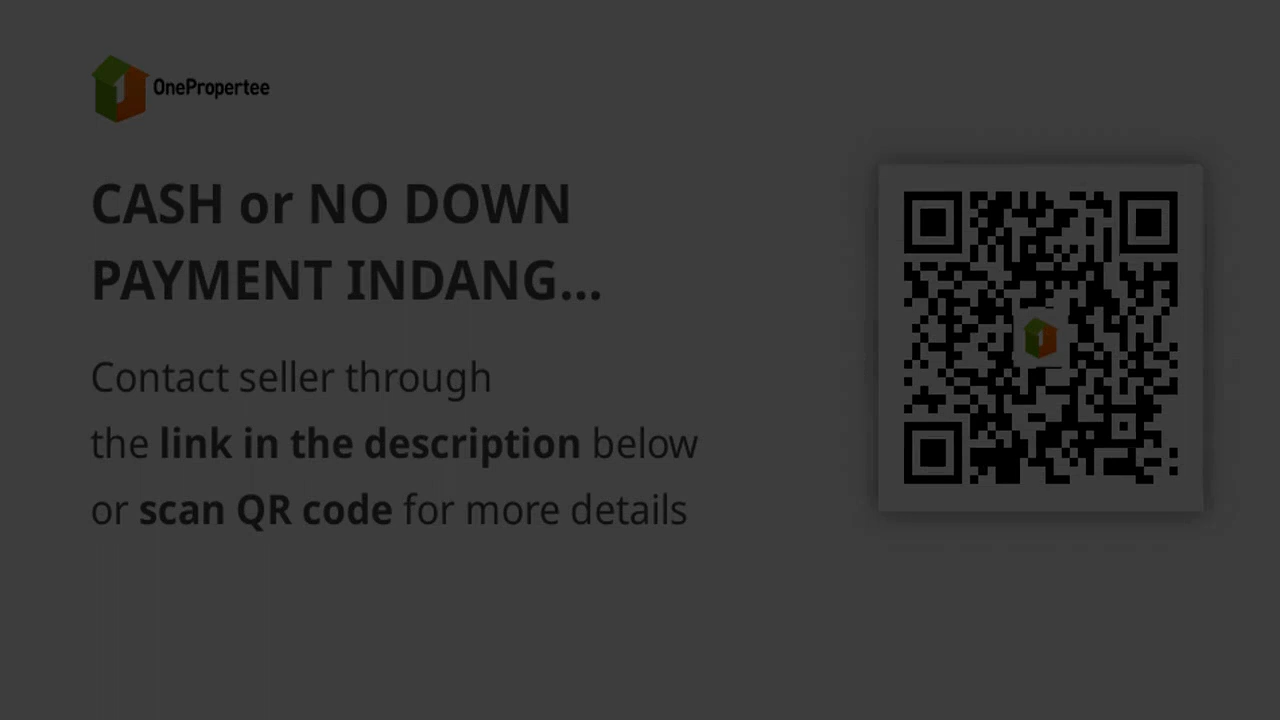 OnePropertee
CASH or NO DOWN
PAYMENT INDANG...
Contact seller through
the link in the description below
or scan QR code for more details